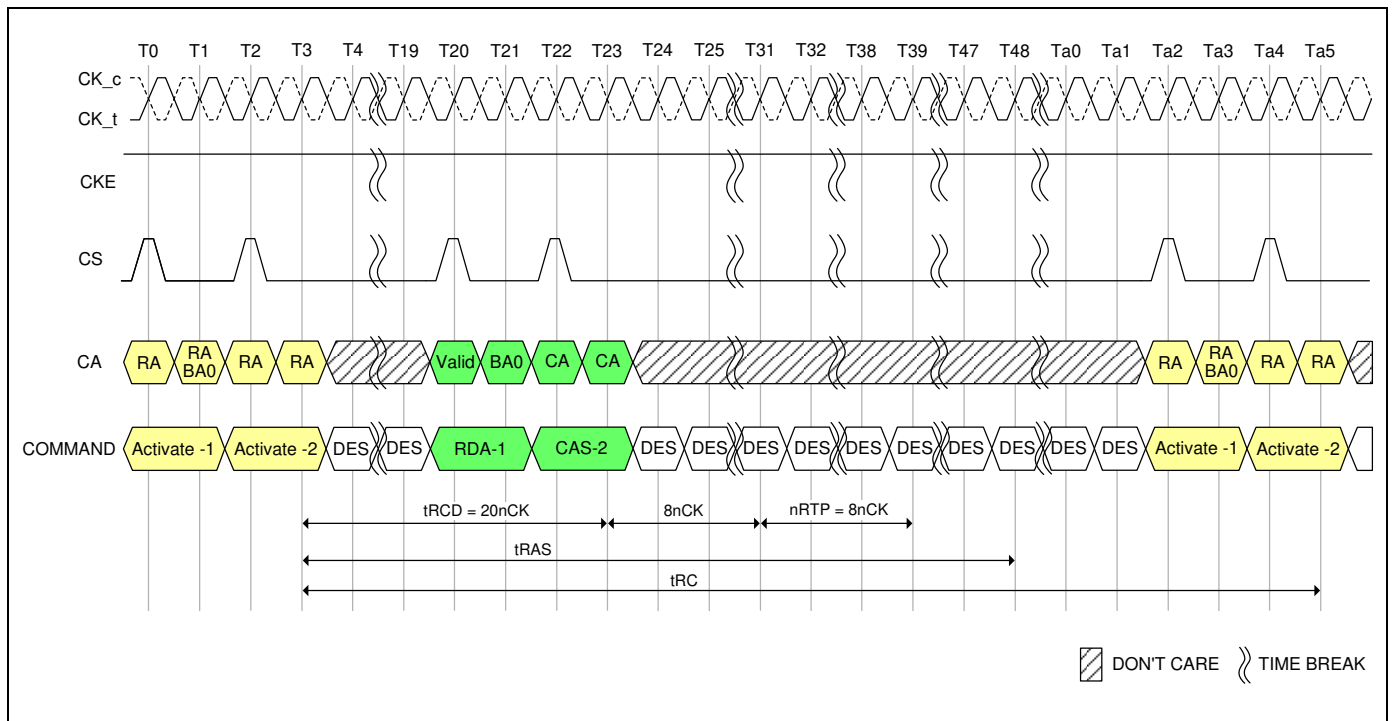 T0 T1 T2 T3 T4 T19 T20 T21 T22 T23 T24 T25 T31 T32 T38 T39 T47 T48 Ta0 Ta1 Ta2 Ta3 Ta4 Ta5
CK_c
CK_t
CKE
CS
CA RA RA BA0 RA RA Valid BA0 CA CA RA RA BA0 RA RA
COMMAND Activate -1 Activate -2 DES DES RDA-1 CAS-2 DES DES DES DES DES DES DES DES DES DES Activate -1 Activate -2
tRCD = 20nCK 8nCK nRTP = 8nCK
tRAS
tRC
DON'T CARE TIME BREAK